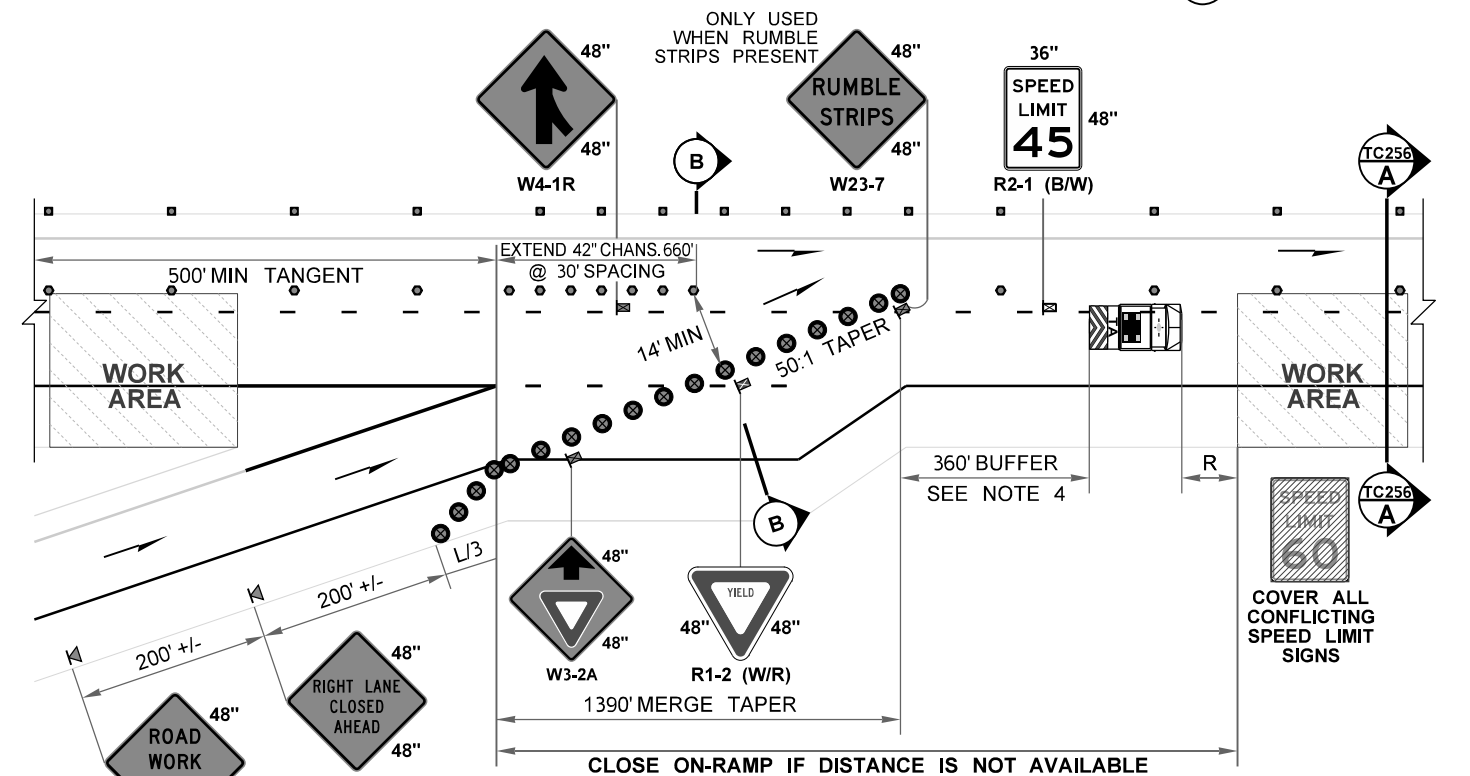 ONLY USED
WHEN RUMBLE
STRIPS PRESENT
48"
48"
W4-1R
RUMBLE
STRIPS
48"
48"
W23-7
36"
SPEED
LIMIT
45
48"
R2-1 (B/W)
B
TC256
A
EXTEND 42" CHANS. 660'
@ 30' SPACING
500' MIN TANGENT
14' MIN
50:1 TAPER
WORK
AREA
TA
WORK
AREA
360' BUFFER
SEE NOTE 4
R
TC256
A
SPEED
LIMIT
60
COVER ALL
CONFLICTING
SPEED LIMIT
SIGNS
B
L/3
200' +/-
200' +/-
48"
48"
W3-2A
YIELD
48"
48"
R1-2 (W/R)
1390' MERGE TAPER
RIGHT LANE
CLOSED
AHEAD
48"
48"
ROAD
WORK
48"
CLOSE ON-RAMP IF DISTANCE IS NOT AVAILABLE